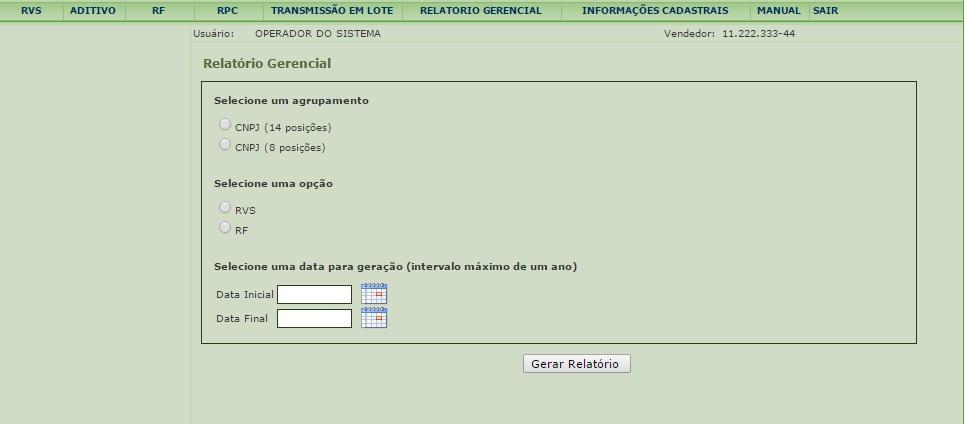 RVS ADITIVO RF RPC TRANSMISSÃO EM LOTE RELATORIO GERENCIAL INFORMAÇÕES CADASTRAIS MANUAL SAIR
Usuário: OPERADOR DO SISTEMA Vendedor: 11.222.333-44
Relatório Gerencial
Selecione um agrupamento
CNPJ (14 posições)
CNPJ (8 posições)
Selecione uma opção
RVS
RF
Selecione uma data para geração (intervalo máximo de um ano)
Data Inicial
Data Final
Gerar Relatório